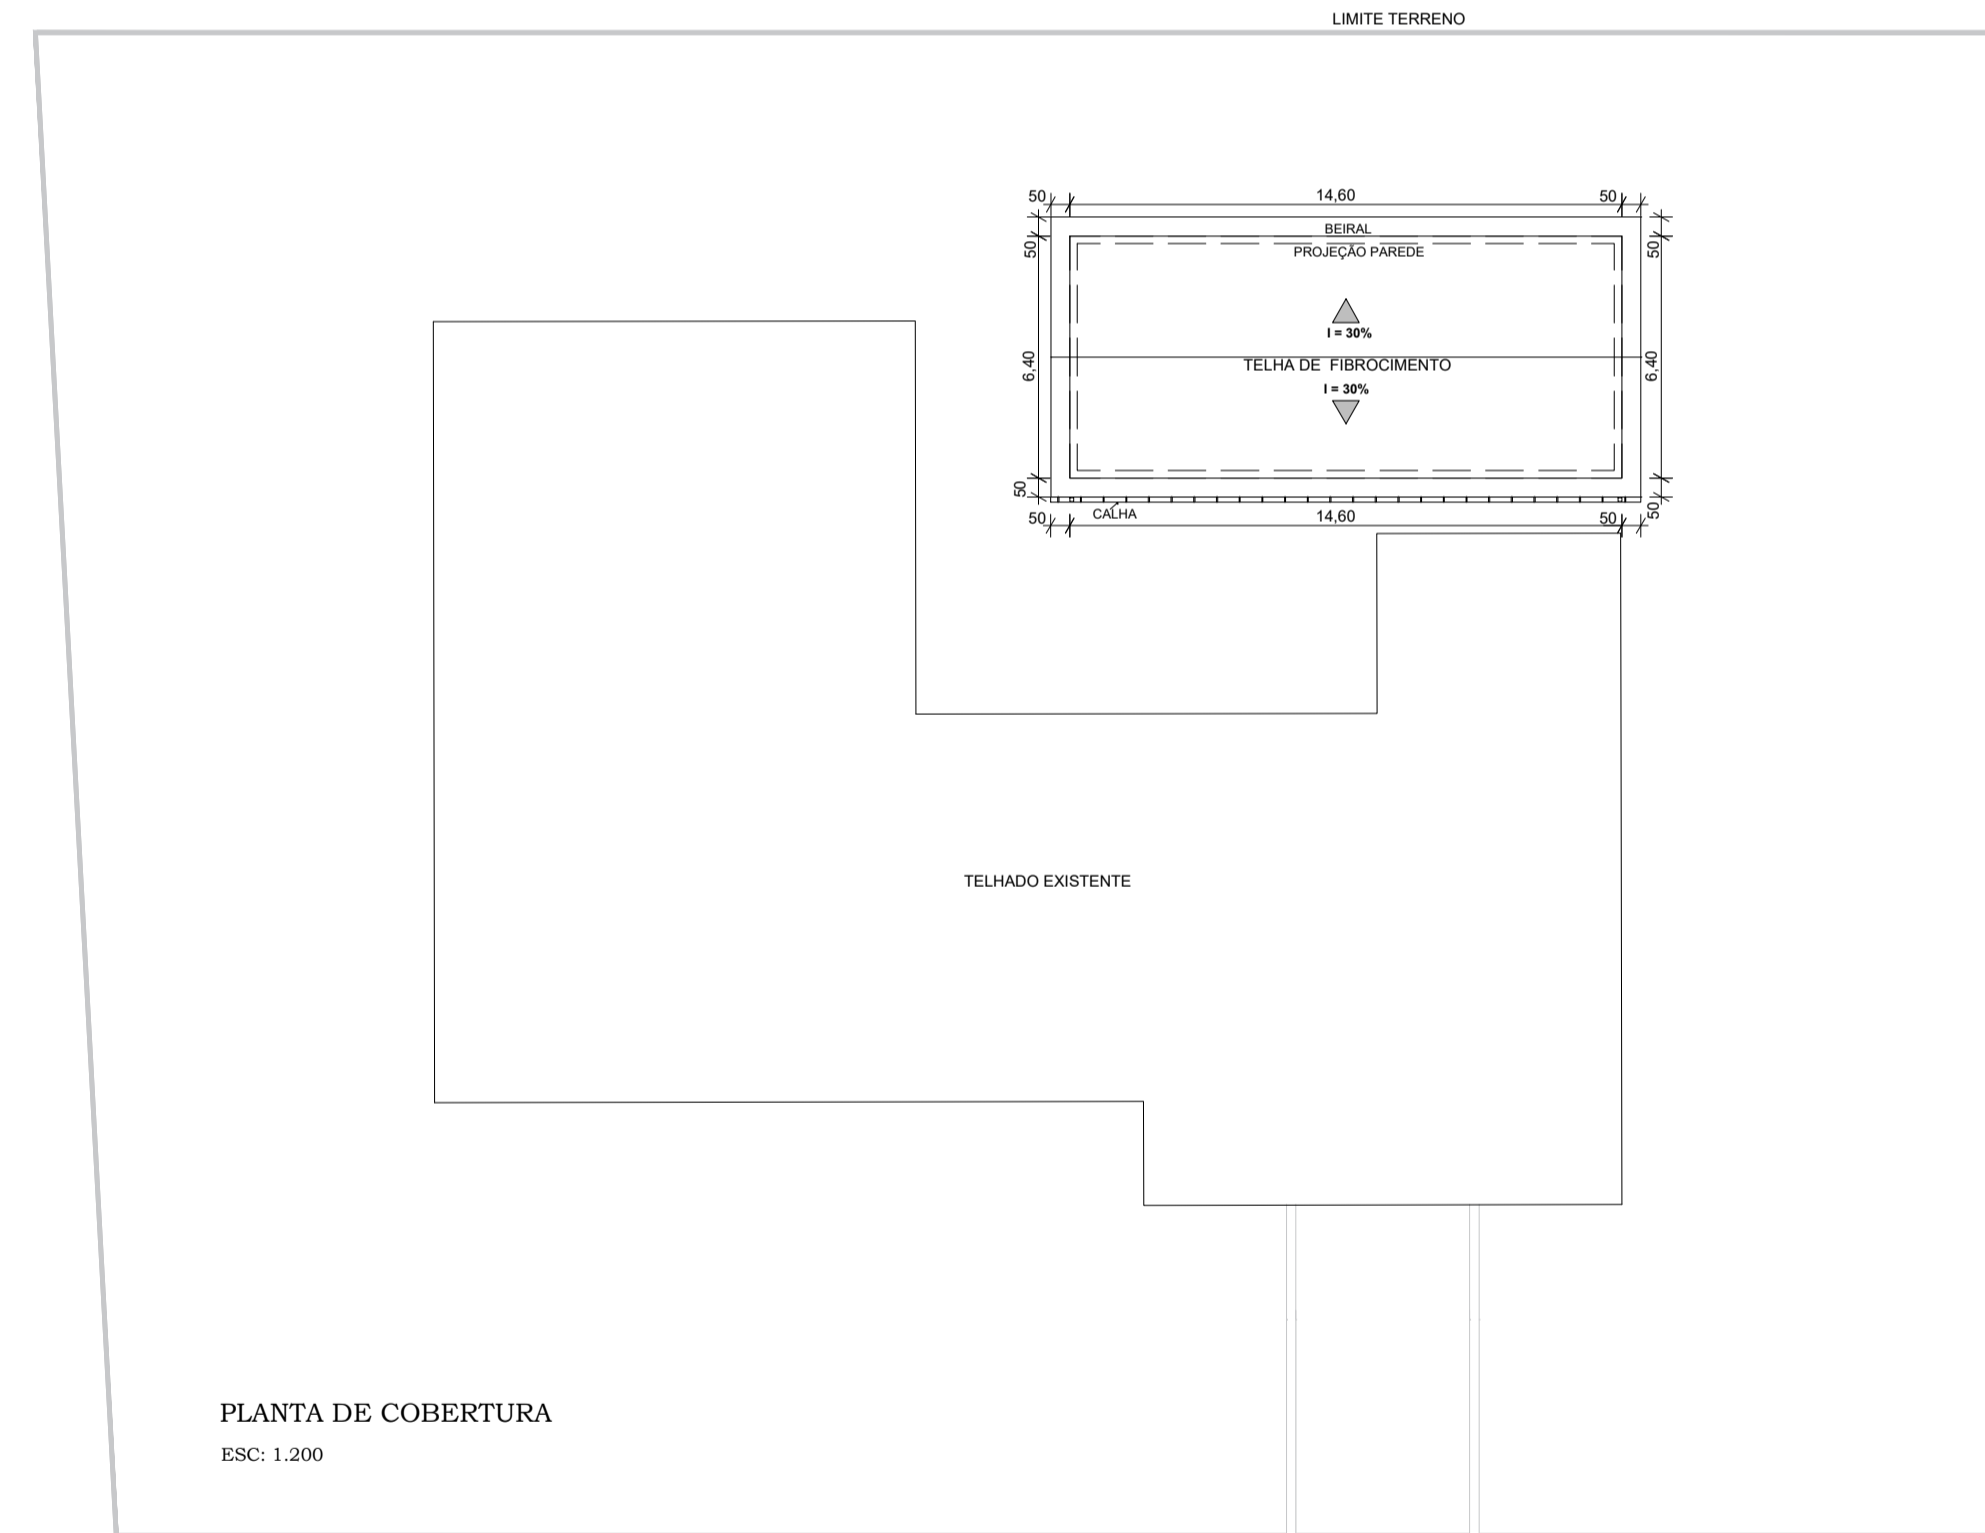 LIMITE TERRENO
50 14,60 50
BEIRAL
50 PROJEÇÃO PAREDE 50
I = 30%
6,40 TELHA DE FIBROCIMENTO 6,40
I = 30%
50 50
CALHA
50 14,60 50
TELHADO EXISTENTE
PLANTA DE COBERTURA
ESC: 1.200